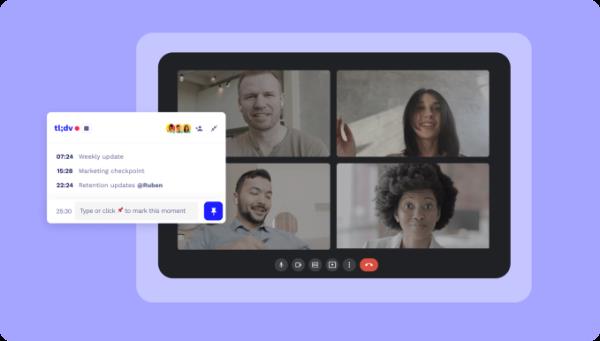 tl;dv
07:24 Weekly update
15:28 Marketing checkpoint
22:24 Retention updates @Ruben
25:30 Type or click 📌 to mark this moment